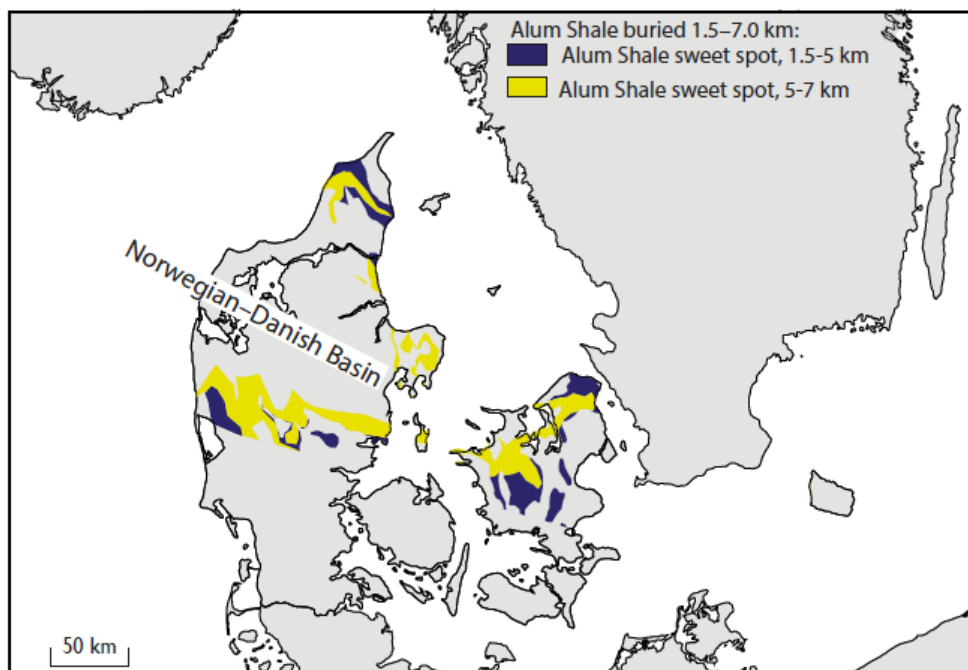 Alum Shale buried 1.5–7.0 km:
Alum Shale sweet spot, 1.5-5 km
Alum Shale sweet spot, 5-7 km
Norwegian–Danish Basin
50 km